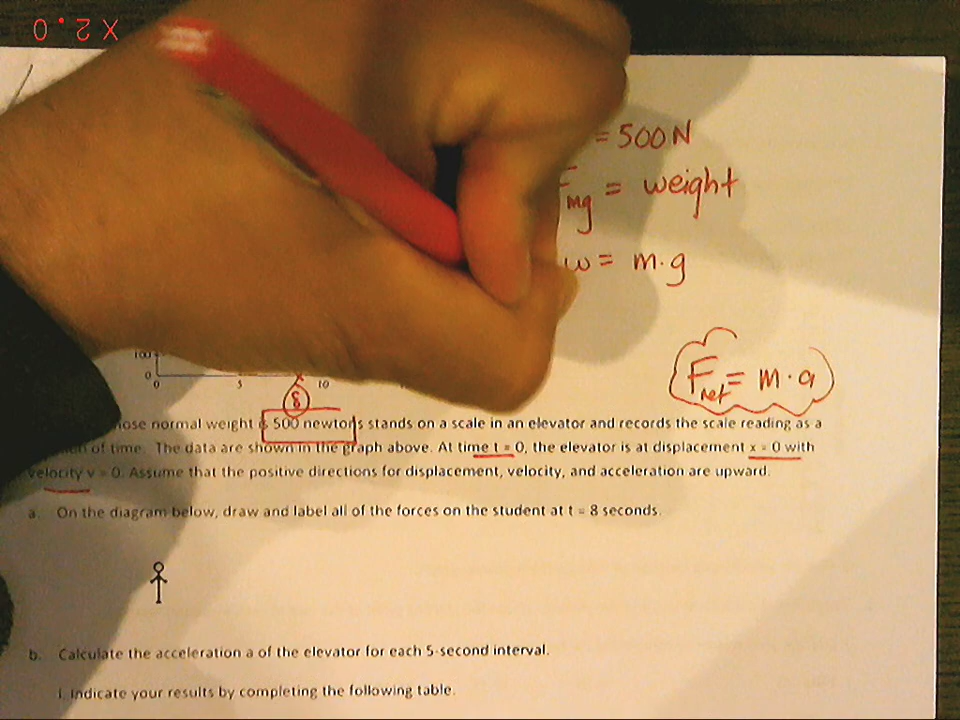 X 2.0
= 500N
mg = weight
w = m.g
Fnet = m.a
100
0
0 5 10
8
normal weight is 500 newtons stands on a scale in an elevator and records the scale reading as a
of time. The data are shown in the graph above. At time t = 0, the elevator is at displacement x = 0 with
velocity v = 0. Assume that the positive directions for displacement, velocity, and acceleration are upward.
a. On the diagram below, draw and label all of the forces on the student at t = 8 seconds.
b. Calculate the acceleration a of the elevator for each 5-second interval.
i. Indicate your results by completing the following table.